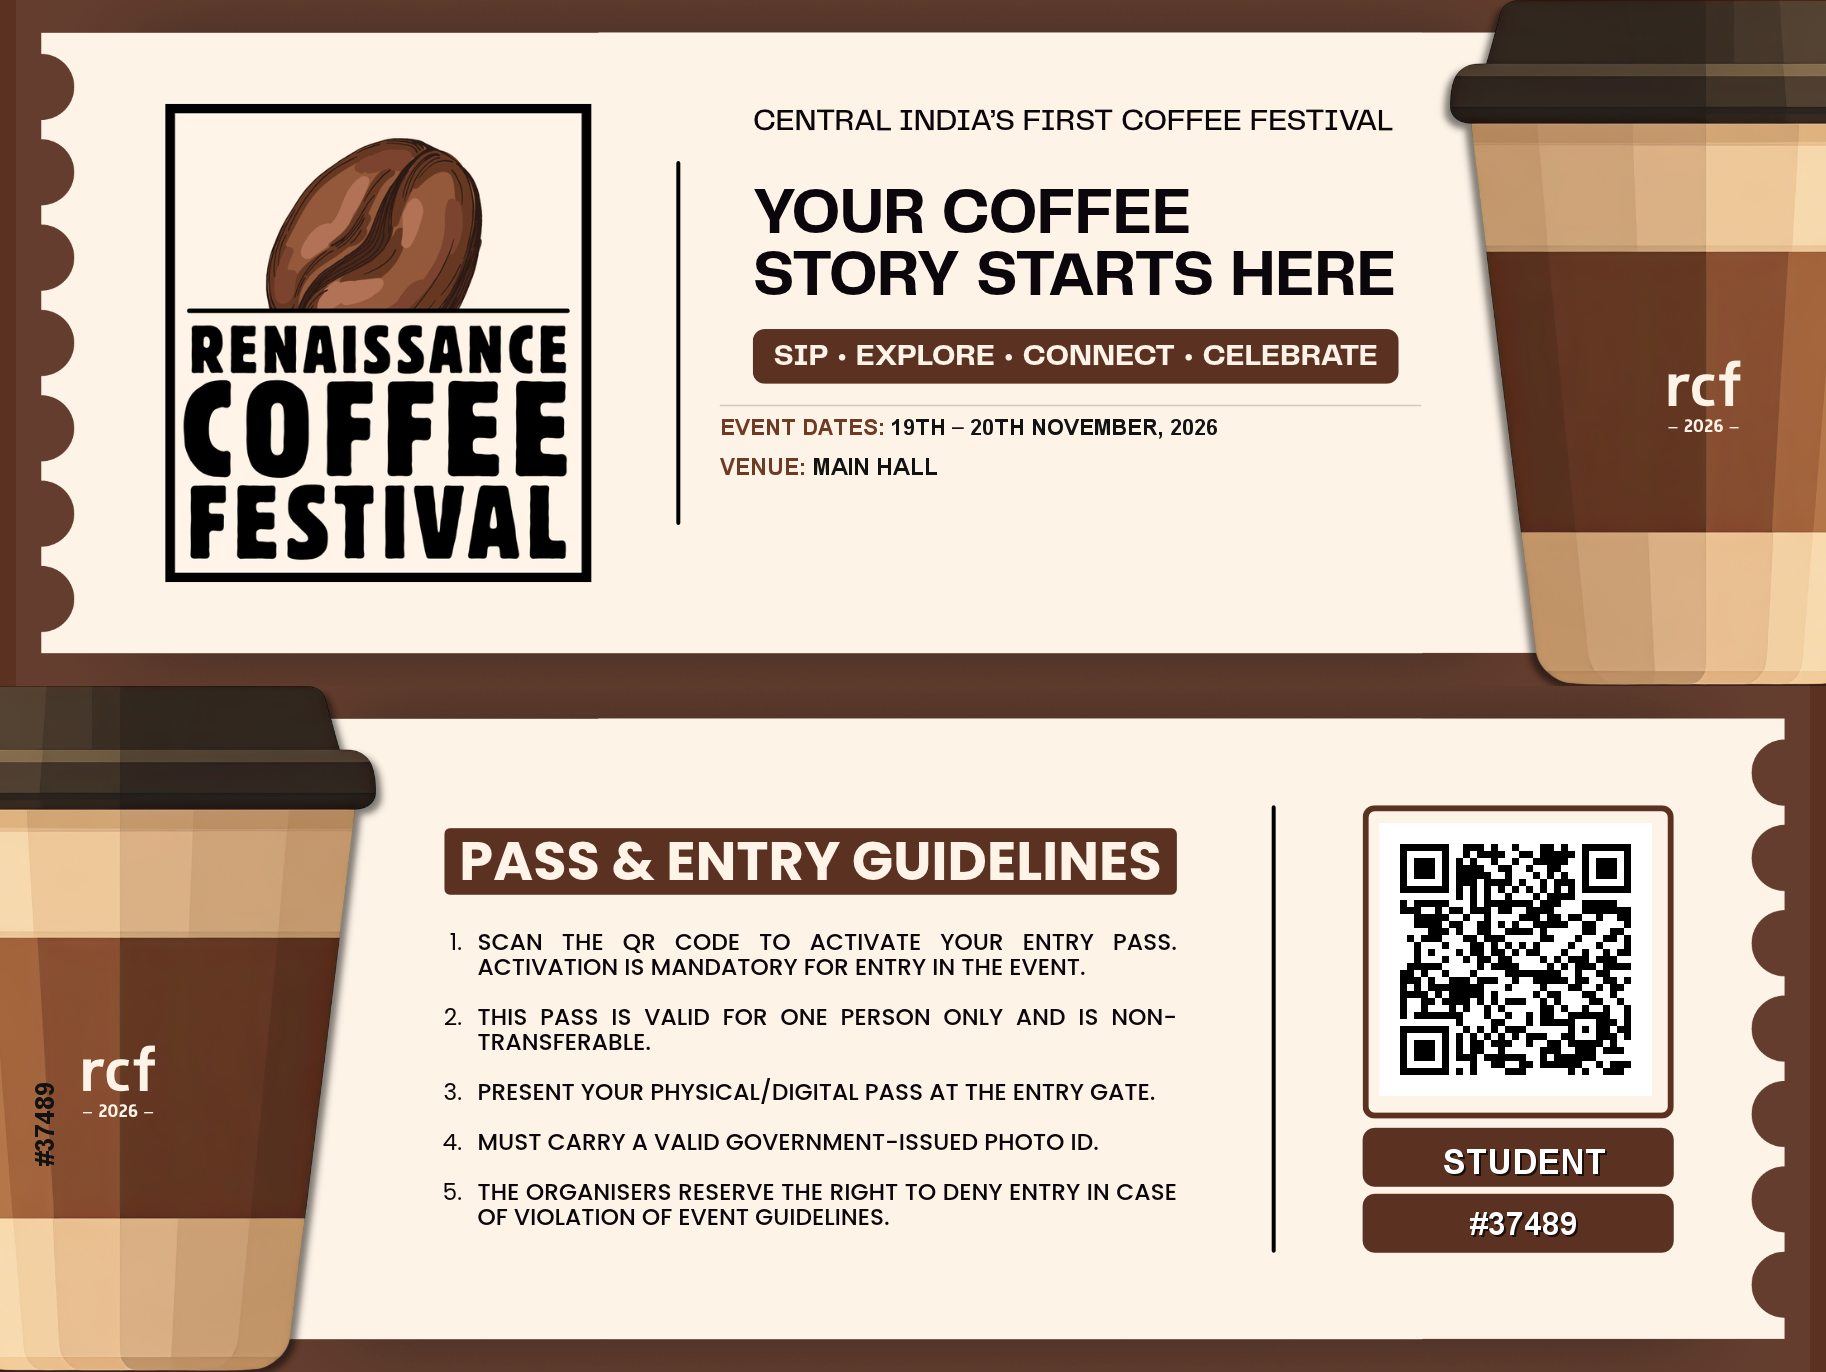 CENTRAL INDIA'S FIRST COFFEE FESTIVAL
YOUR COFFEE
STORY STARTS HERE
SIP • EXPLORE • CONNECT • CELEBRATE
EVENT DATES: 19TH – 20TH NOVEMBER, 2026
VENUE: MAIN HALL
RENAISSANCE
COFFEE
FESTIVAL
rcf
– 2026 –
PASS & ENTRY GUIDELINES
1. SCAN THE QR CODE TO ACTIVATE YOUR ENTRY PASS.
ACTIVATION IS MANDATORY FOR ENTRY IN THE EVENT.
2. THIS PASS IS VALID FOR ONE PERSON ONLY AND IS NON-
TRANSFERABLE.
3. PRESENT YOUR PHYSICAL/DIGITAL PASS AT THE ENTRY GATE.
4. MUST CARRY A VALID GOVERNMENT-ISSUED PHOTO ID.
5. THE ORGANISERS RESERVE THE RIGHT TO DENY ENTRY IN CASE
OF VIOLATION OF EVENT GUIDELINES.
rcf
– 2026 –
#37489
STUDENT
#37489